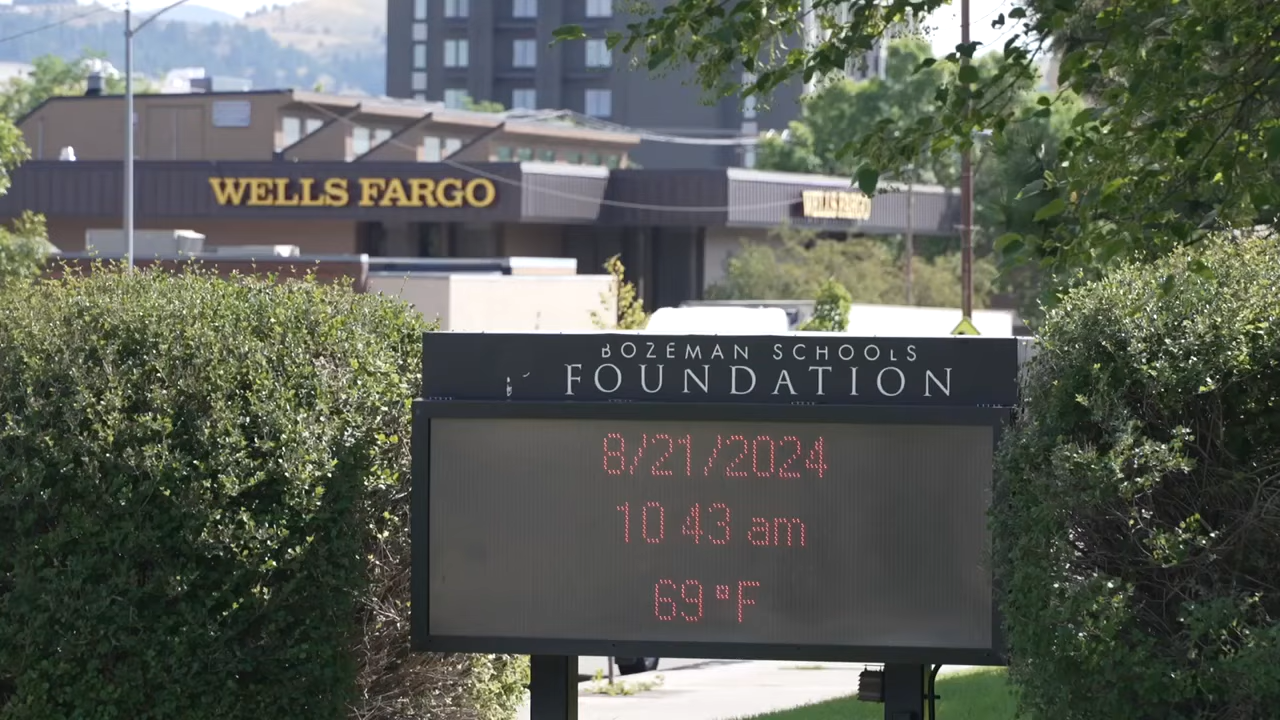 WELLS FARGO
WELLS FARGO
BOZEMAN SCHOOLS
FOUNDATION
8/21/2024
10 43 am
69°F